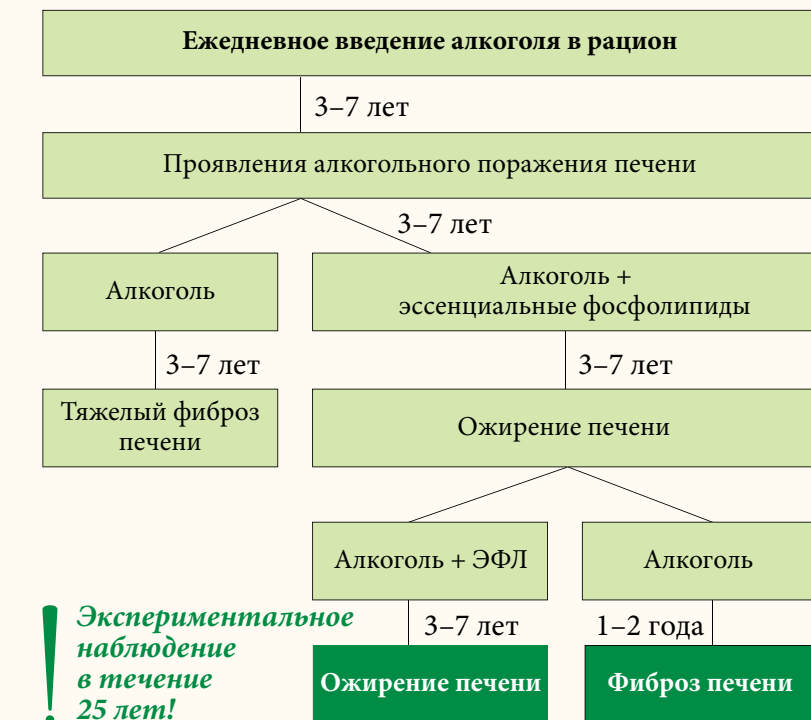 Ежедневное введение алкоголя в рацион
3–7 лет
Проявления алкогольного поражения печени
3–7 лет
Алкоголь
Алкоголь +
эссенциальные фосфолипиды
3–7 лет
3–7 лет
Тяжелый фиброз
печени
Ожирение печени
Алкоголь + ЭФЛ
Алкоголь
3–7 лет
1–2 года
Ожирение печени
Фиброз печени
! Экспериментальное
наблюдение
в течение
25 лет!